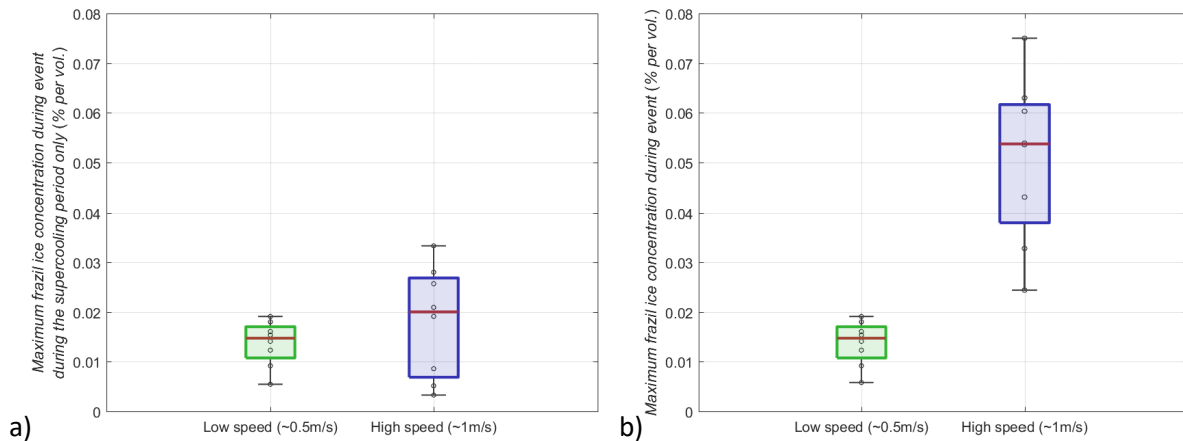 Maximum frazil ice concentration during event
during the supercooling period only (% per vol.)
0.08
0.07
0.06
0.05
0.04
0.03
0.02
0.01
0
Low speed (~0.5m/s)
High speed (~1m/s)
a)
Maximum frazil ice concentration during event (% per vol.)
0.08
0.07
0.06
0.05
0.04
0.03
0.02
0.01
0
Low speed (~0.5m/s)
High speed (~1m/s)
b)